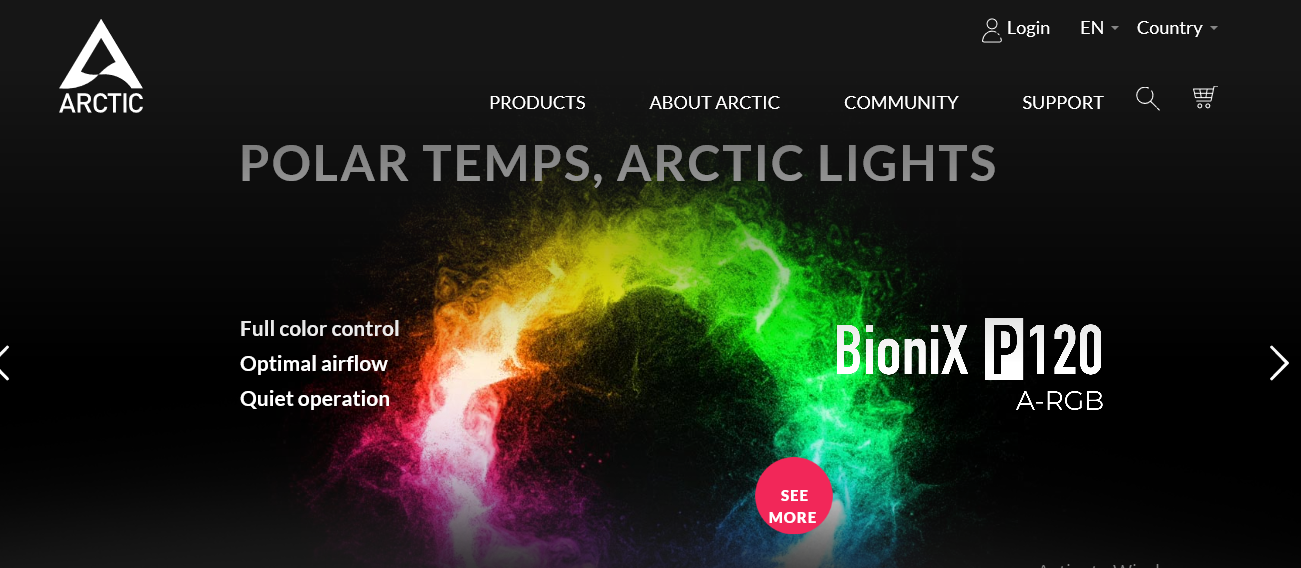 ARCTIC
Login
EN
Country
PRODUCTS
ABOUT ARCTIC
COMMUNITY
SUPPORT
POLAR TEMPS, ARCTIC LIGHTS
Full color control
Optimal airflow
Quiet operation
BioniX P120
A-RGB
SEE
MORE